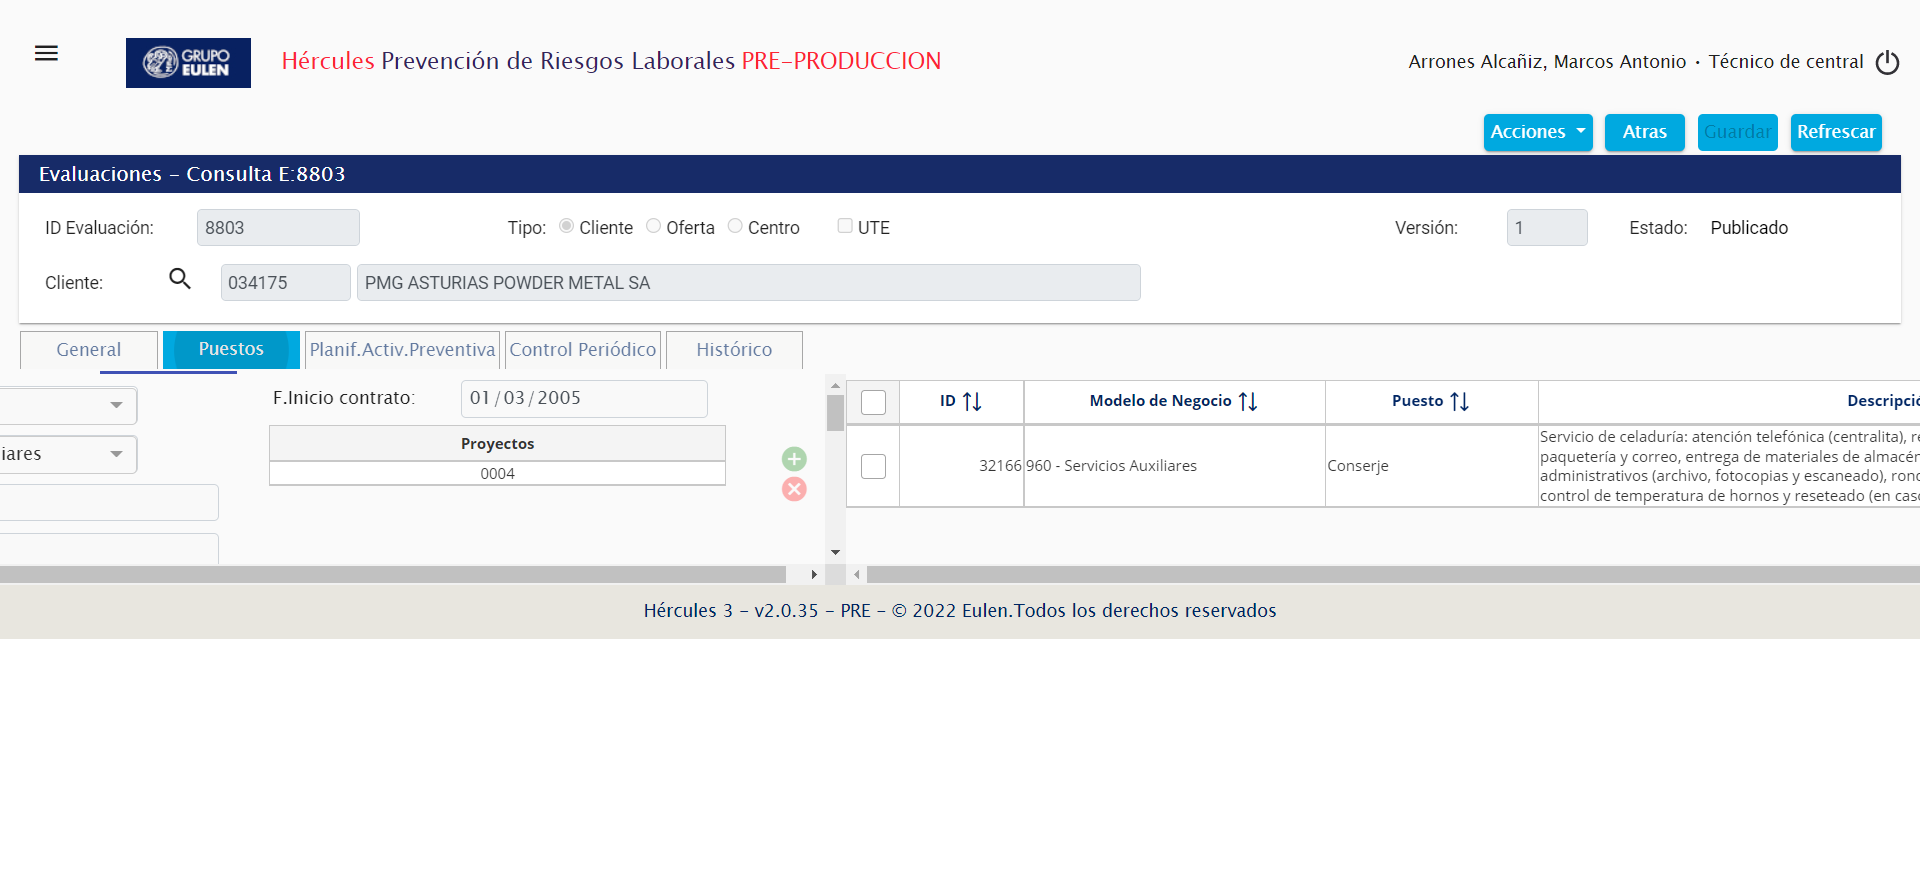 GRUPO
EULEN
Hércules Prevención de Riesgos Laborales PRE-PRODUCCION
Arrones Alcañiz, Marcos Antonio · Técnico de central
Acciones Atras Guardar Refrescar
Evaluaciones - Consulta E:8803
ID Evaluación: 8803 Tipo: Cliente Oferta Centro UTE Versión: 1 Estado: Publicado
Cliente: 034175 PMG ASTURIAS POWDER METAL SA
General Puestos Planif.Activ.Preventiva Control Periódico Histórico
F.Inicio contrato: 01/03/2005
iares
Proyectos
0004
ID Modelo de Negocio Puesto Descripció
32166 960 - Servicios Auxiliares Conserje
Servicio de celaduría: atención telefónica (centralita), re
paquetería y correo, entrega de materiales de almacén
administrativos (archivo, fotocopias y escaneado), rond
control de temperatura de hornos y reseteado (en caso
Hércules 3 - v2.0.35 - PRE - © 2022 Eulen.Todos los derechos reservados